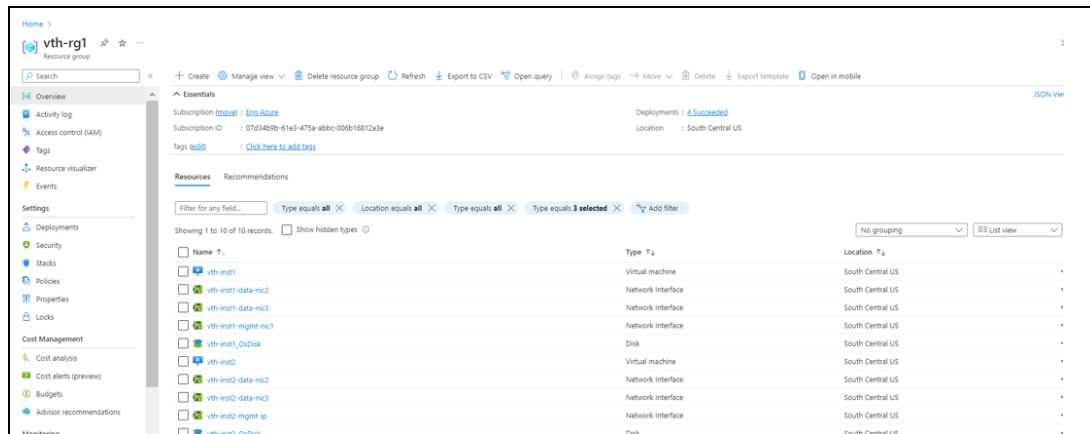 Home >
vth-rg1
Resource group
Search
Create Manage view Delete resource group Refresh Export to CSV Open query Assign tags Move Delete Export template Open in mobile
Overview
Activity log
Access control (IAM)
Tags
Resource visualizer
Events
Settings
Deployments
Security
Stacks
Policies
Properties
Locks
Cost Management
Cost analysis
Cost alerts (preview)
Budgets
Advisor recommendations
Monitoring
Essentials
JSON Vie
Subscription (move) : Eng Azure
Deployments : 4 Succeeded
Subscription ID : 07d34b9b-61e3-475a-abbc-006b16812a3e
Location : South Central US
Tags (edit) : Click here to add tags
Resources Recommendations
Filter for any field... Type equals all Location equals all Type equals all Type equals 3 selected Add filter
Showing 1 to 10 of 10 records. Show hidden types No grouping List view
Name Type Location
vth-inst1 Virtual machine South Central US
vth-inst1-data-nic2 Network Interface South Central US
vth-inst1-data-nic3 Network Interface South Central US
vth-inst1-mgmt-nic1 Network Interface South Central US
vth-inst1_OsDisk Disk South Central US
vth-inst2 Virtual machine South Central US
vth-inst2-data-nic2 Network Interface South Central US
vth-inst2-data-nic3 Network Interface South Central US
vth-inst2-mgmt-ip Network Interface South Central US
vth-inst2_OsDisk Disk South Central US